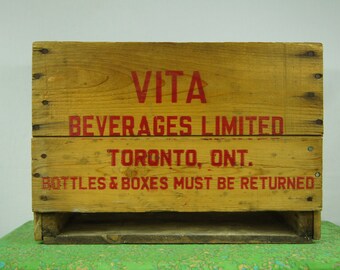 VITA
BEVERAGES LIMITED
TORONTO, ONT.
BOTTLES & BOXES MUST BE RETURNED